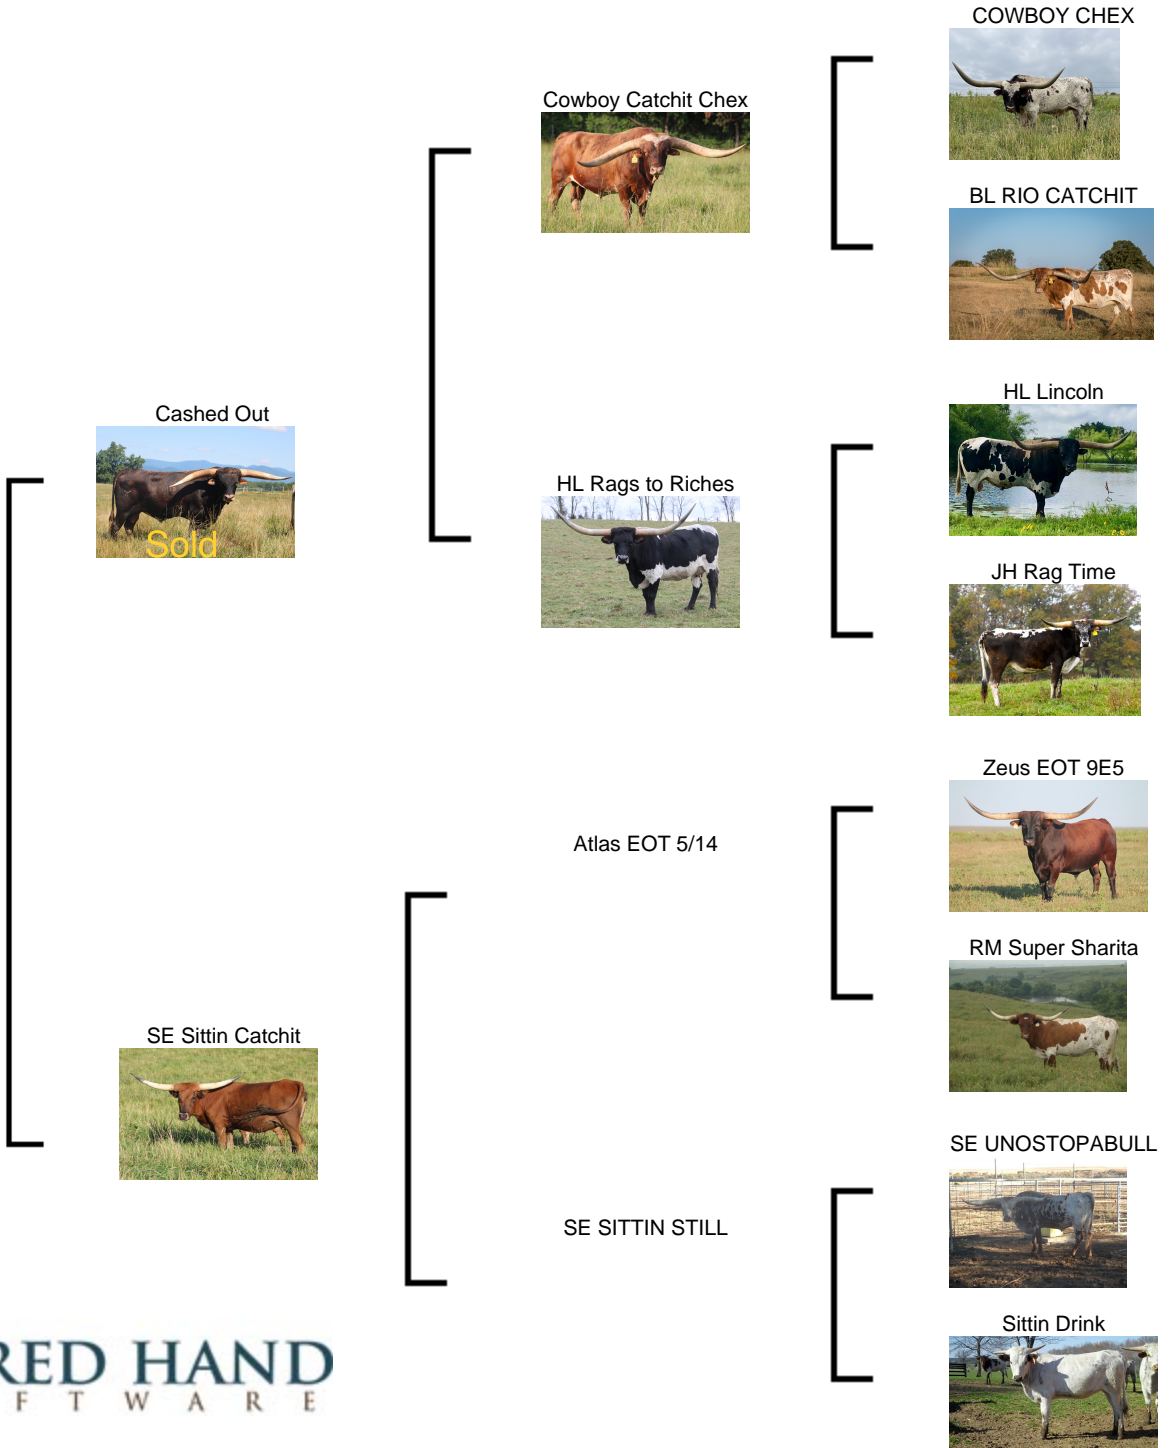 COWBOY CHEX
Cowboy Catchit Chex
BL RIO CATCHIT
HL Lincoln
Cashed Out
Sold
HL Rags to Riches
JH Rag Time
Zeus EOT 9E5
Atlas EOT 5/14
RM Super Sharita
SE Sittin Catchit
SE UNOSTOPABULL
SE SITTIN STILL
Sittin Drink
RED HAND
F T W A R E